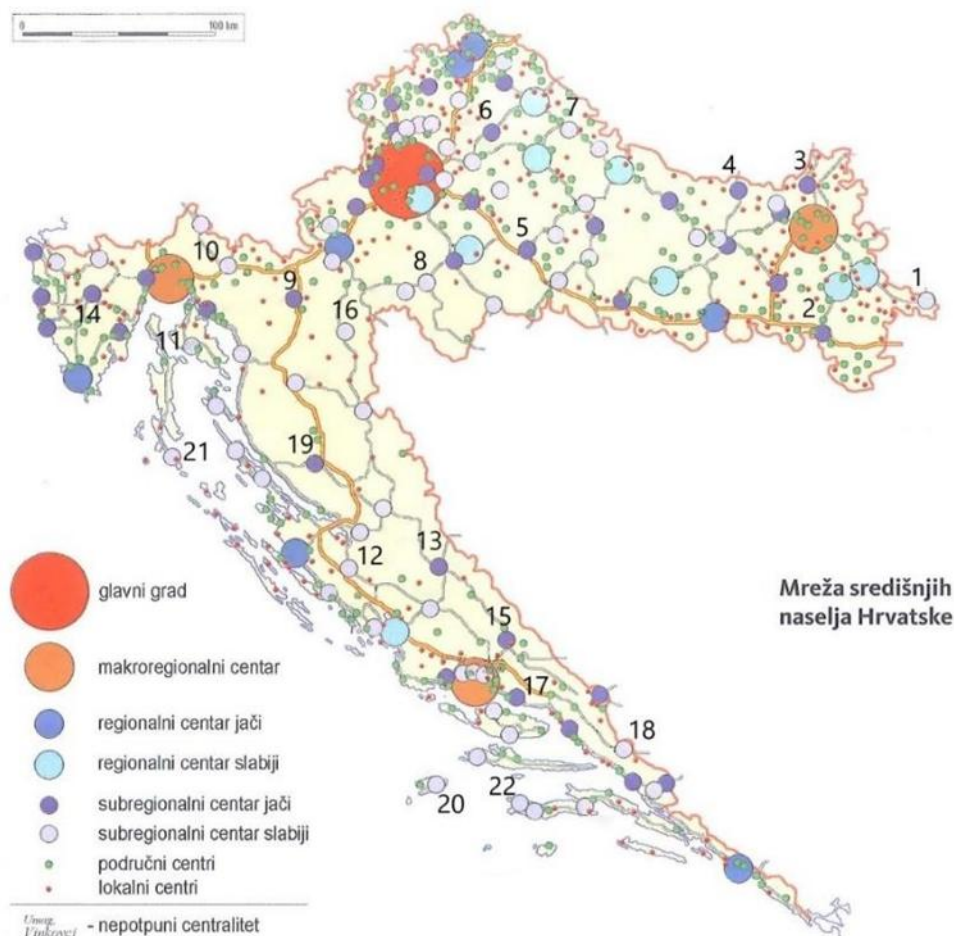 0 100 km
6
7
4
3
5
1
10
9
8
2
14
16
11
19
21
12
13
15
17
18
20
22
Mreža središnjih
naselja Hrvatske
glavni grad
makroregionalni centar
regionalni centar jači
regionalni centar slabiji
subregionalni centar jači
subregionalni centar slabiji
područni centri
lokalni centri
Umag,
Vinkovci - nepotpuni centralitet